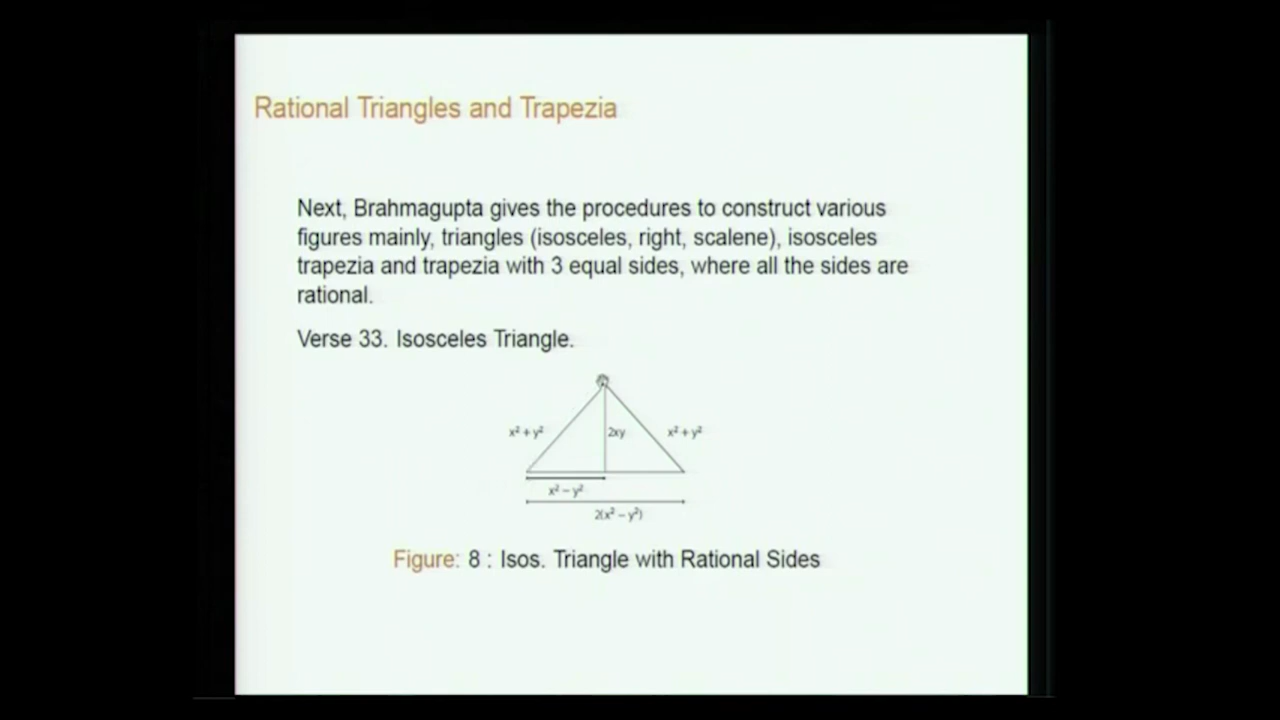 Rational Triangles and Trapezia
Next, Brahmagupta gives the procedures to construct various
figures mainly, triangles (isosceles, right, scalene), isosceles
trapezia and trapezia with 3 equal sides, where all the sides are
rational.
Verse 33. Isosceles Triangle.
x² + y²
2xy
x² + y²
x² − y²
2(x² − y²)
Figure: 8 : Isos. Triangle with Rational Sides